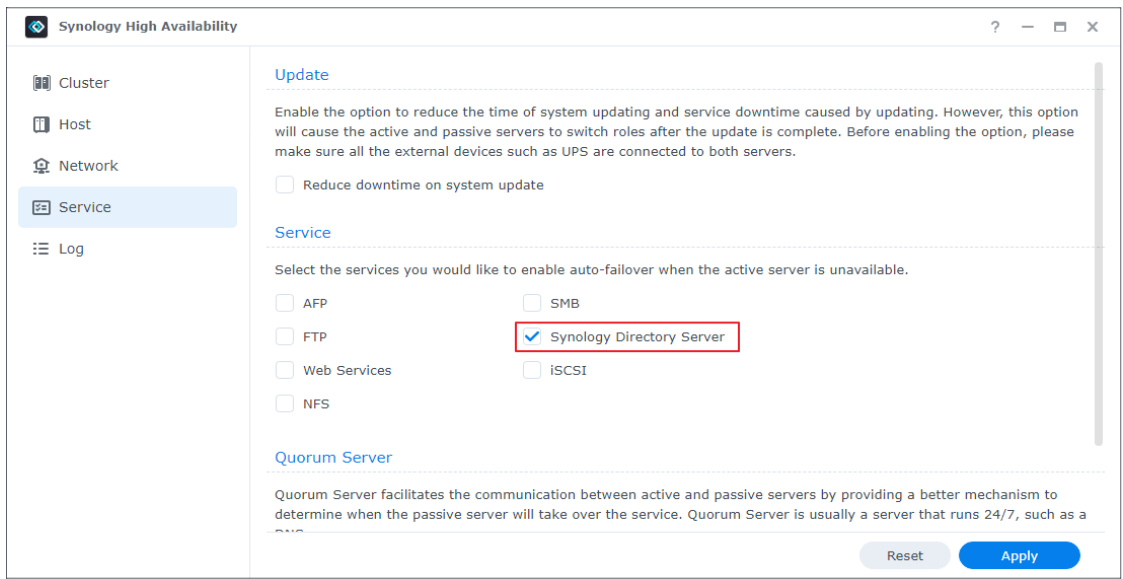 Synology High Availability
?
Cluster
Host
Network
Service
Log
Update
Enable the option to reduce the time of system updating and service downtime caused by updating. However, this option
will cause the active and passive servers to switch roles after the update is complete. Before enabling the option, please
make sure all the external devices such as UPS are connected to both servers.
Reduce downtime on system update
Service
Select the services you would like to enable auto-failover when the active server is unavailable.
AFP
SMB
FTP
Synology Directory Server
Web Services
iSCSI
NFS
Quorum Server
Quorum Server facilitates the communication between active and passive servers by providing a better mechanism to
determine when the passive server will take over the service. Quorum Server is usually a server that runs 24/7, such as a
Reset
Apply